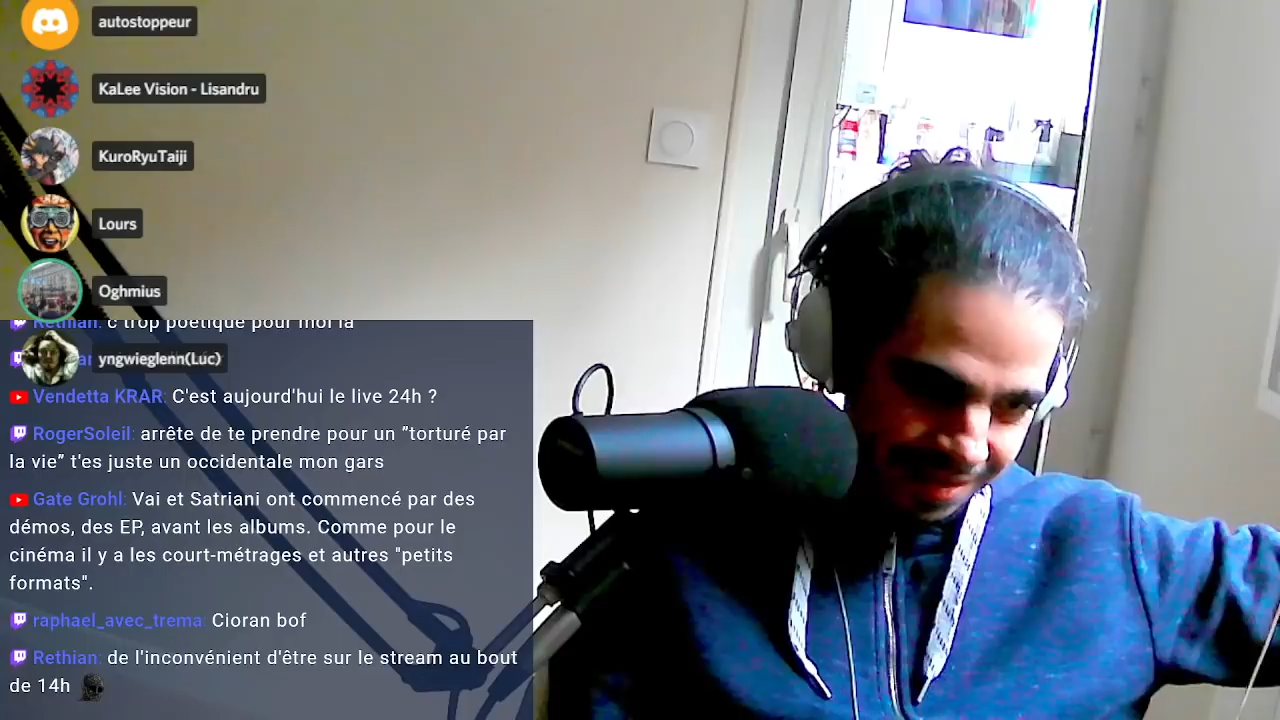 autostoppeur
KaLee Vision - Lisandru
KuroRyuTaiji
Lours
Oghmius
Rethian: c trop poétique pour moi la
yngwieglenn(Luc)
Vendetta KRAR: C'est aujourd'hui le live 24h ?
RogerSoleil: arrête de te prendre pour un "torturé par
la vie" t'es juste un occidentale mon gars
Gate Grohl: Vai et Satriani ont commencé par des
démos, des EP, avant les albums. Comme pour le
cinéma il y a les court-métrages et autres "petits
formats".
raphael_avec_trema: Cioran bof
Rethian: de l'inconvénient d'être sur le stream au bout
de 14h